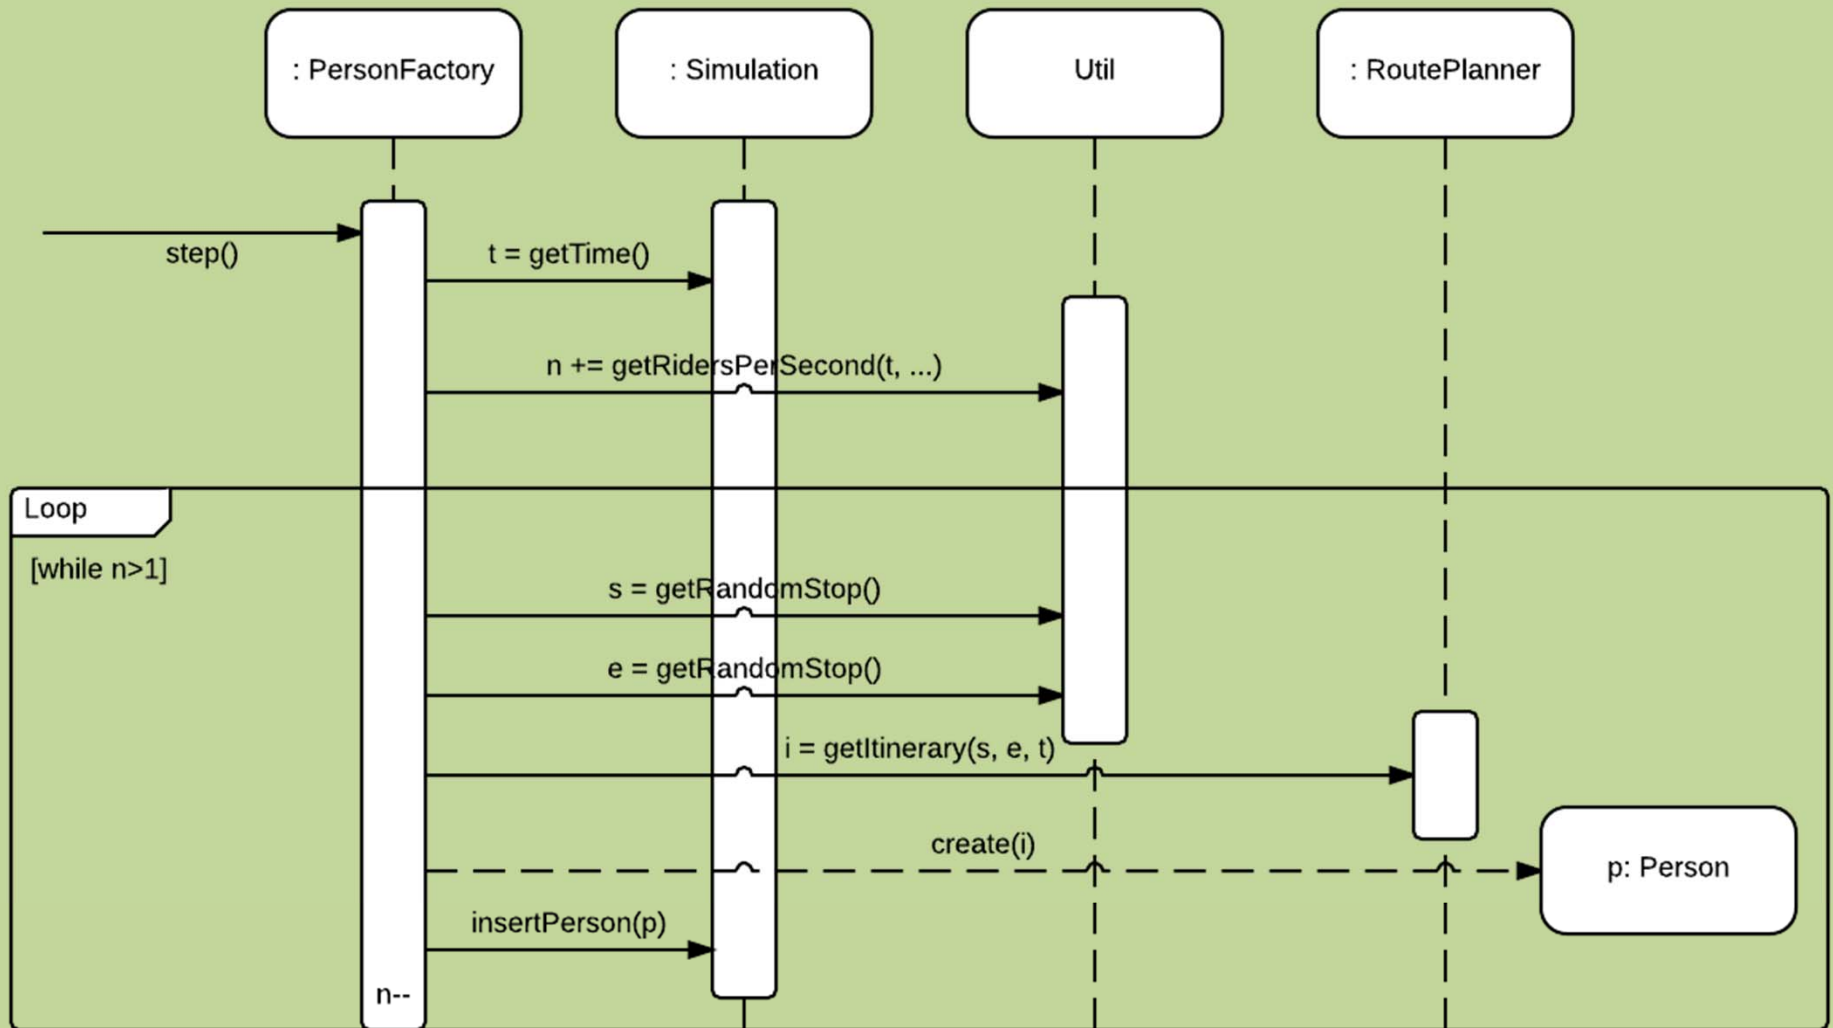 : PersonFactory
: Simulation
Util
: RoutePlanner
step()
t = getTime()
n += getRidersPerSecond(t, ...)
Loop
[while n>1]
s = getRandomStop()
e = getRandomStop()
i = getItinerary(s, e, t)
create(i)
p: Person
insertPerson(p)
n--